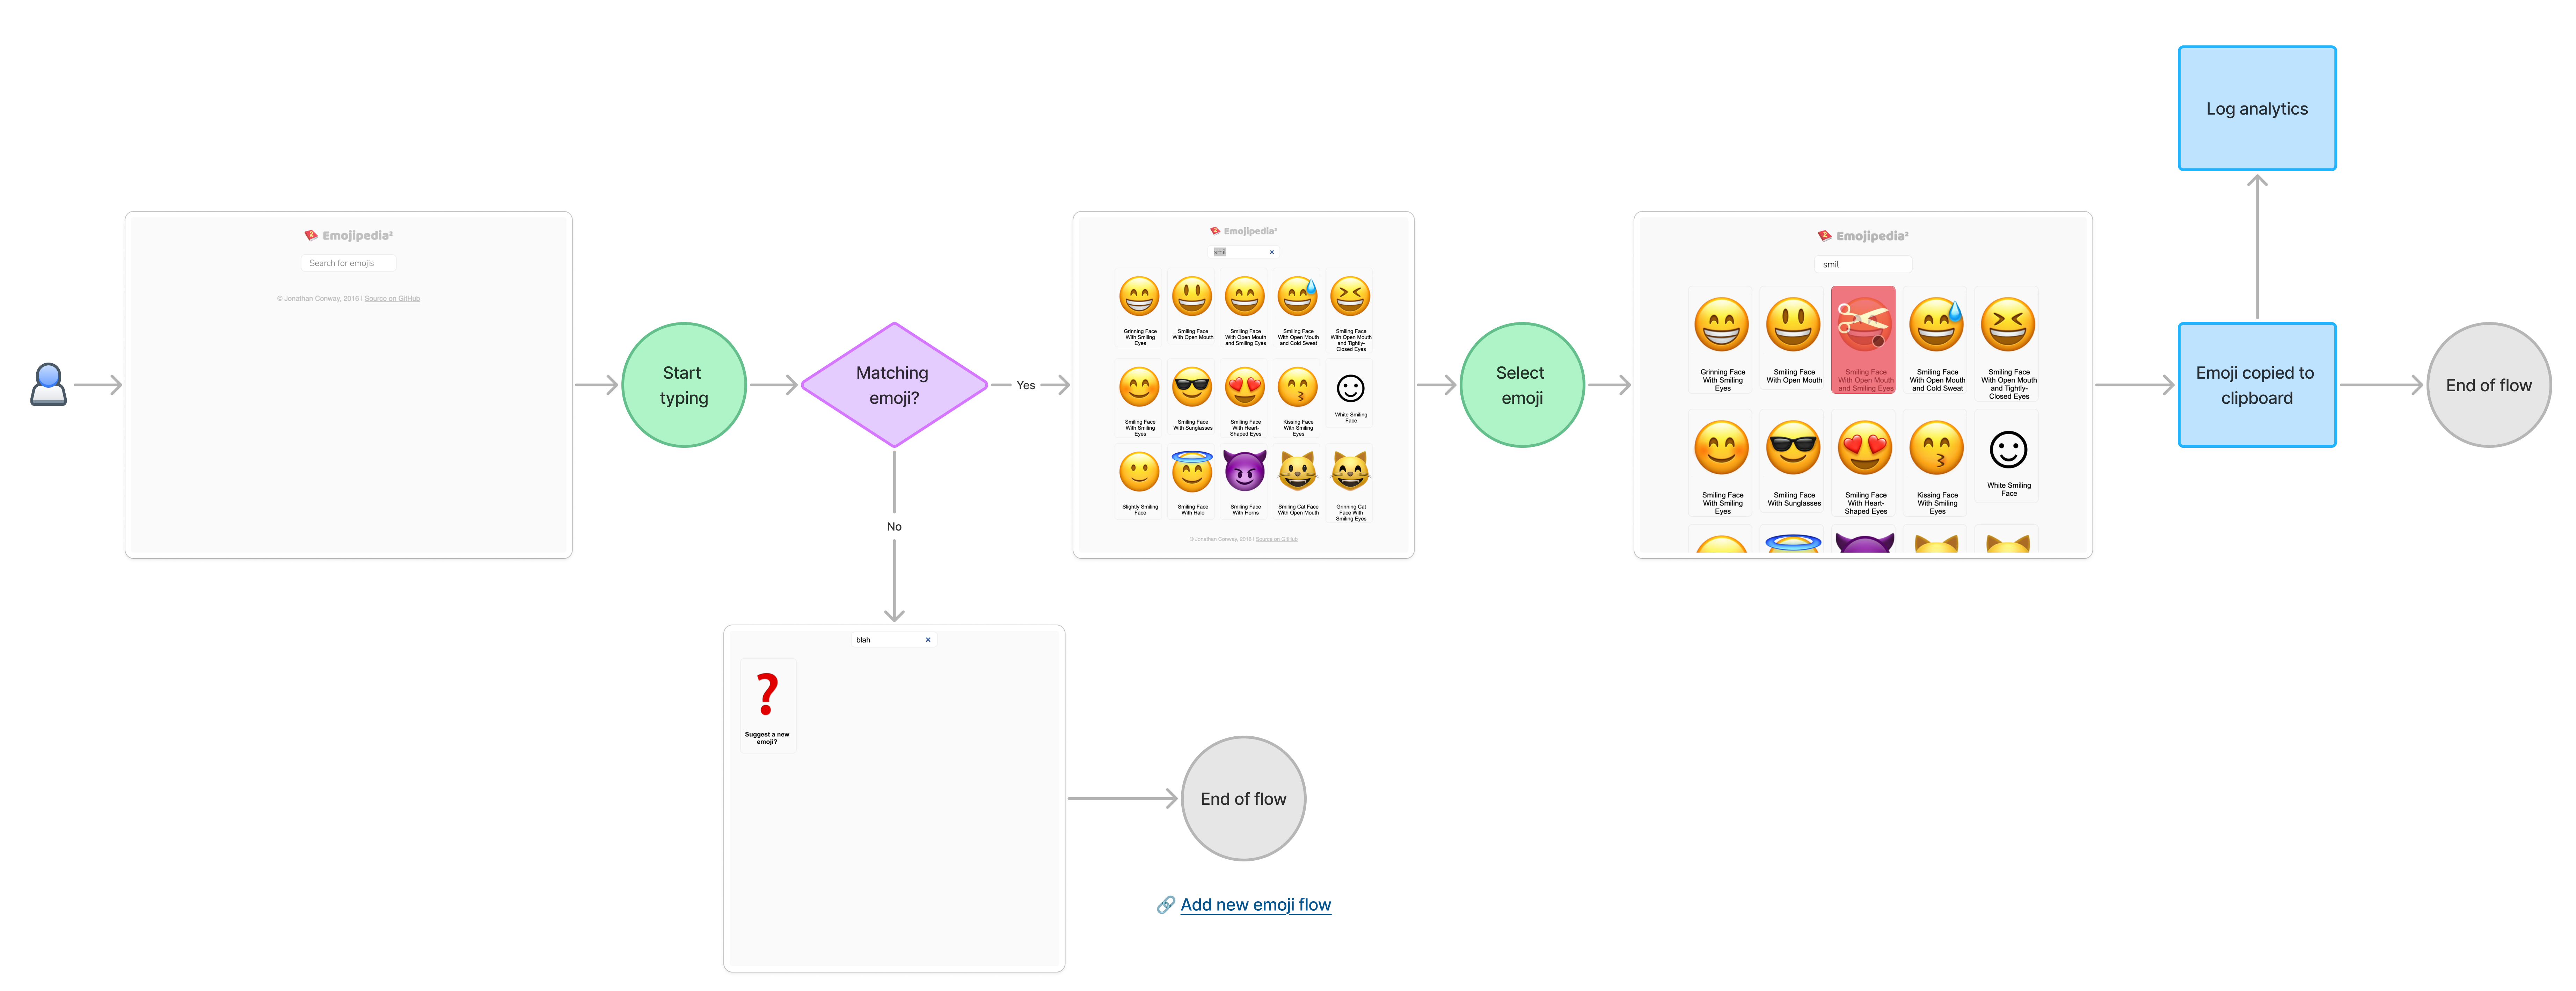 Emojipedia²
Search for emojis
© Jonathan Conway, 2016 | Source on GitHub
Start
typing
Matching
emoji?
Yes
No
Emojipedia²
smil
Grinning Face
With Smiling
Eyes
Smiling Face
With Open Mouth
Smiling Face
With Open Mouth
and Smiling Eyes
Smiling Face
With Open Mouth
and Cold Sweat
Smiling Face
With Open Mouth
and Tightly-
Closed Eyes
Smiling Face
With Smiling
Eyes
Smiling Face
With Sunglasses
Smiling Face
With Heart-
Shaped Eyes
Kissing Face
With Smiling
Eyes
White Smiling
Face
Slightly Smiling
Face
Smiling Face
With Halo
Smiling Face
With Horns
Smiling Cat Face
With Open Mouth
Grinning Cat
Face With
Smiling Eyes
© Jonathan Conway, 2016 | Source on GitHub
Select
emoji
Emojipedia²
smil
Grinning Face
With Smiling
Eyes
Smiling Face
With Open Mouth
Smiling Face
With Open Mouth
and Smiling Eyes
Smiling Face
With Open Mouth
and Cold Sweat
Smiling Face
With Open Mouth
and Tightly-
Closed Eyes
Smiling Face
With Smiling
Eyes
Smiling Face
With Sunglasses
Smiling Face
With Heart-
Shaped Eyes
Kissing Face
With Smiling
Eyes
White Smiling
Face
Log analytics
Emoji copied to
clipboard
End of flow
blah
Suggest a new
emoji?
End of flow
Add new emoji flow